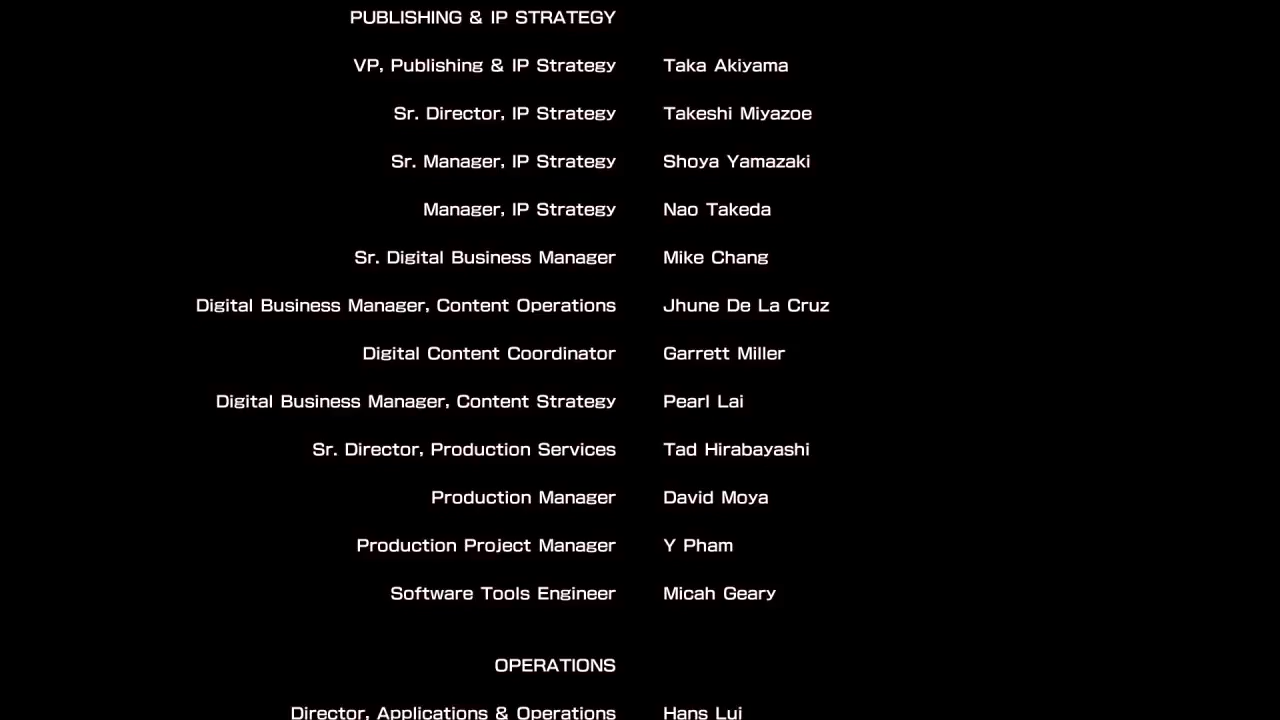 PUBLISHING & IP STRATEGY
VP, Publishing & IP Strategy Taka Akiyama
Sr. Director, IP Strategy Takeshi Miyazoe
Sr. Manager, IP Strategy Shoya Yamazaki
Manager, IP Strategy Nao Takeda
Sr. Digital Business Manager Mike Chang
Digital Business Manager, Content Operations Jhune De La Cruz
Digital Content Coordinator Garrett Miller
Digital Business Manager, Content Strategy Pearl Lai
Sr. Director, Production Services Tad Hirabayashi
Production Manager David Moya
Production Project Manager Y Pham
Software Tools Engineer Micah Geary
OPERATIONS
Director, Applications & Operations Hans Lui